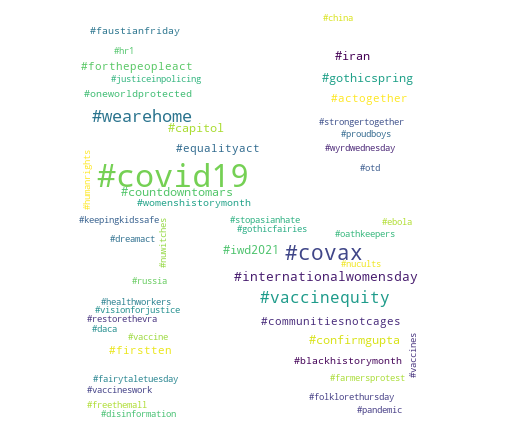 #china
#faustianfriday
#hr1
#iran
#forthepeopleact
#justiceinpolicing
#gothicspring
#oneworldprotected
#actogether
#wearehome
#strongertogether
#capitol
#proudboys
#equalityact
#wyrdwednesday
#covid19
#otd
#humanrights
#countdowntomars
#womenshistorymonth
#keepingkidssafe
#stopasianhate
#ebola
#gothicfairies
#oathkeepers
#dreamact
#nuwitches
#iwd2021
#covax
#nucults
#internationalwomensday
#russia
#vaccinequity
#healthworkers
#visionforjustice
#restorethevra
#communitiesnotcages
#daca
#vaccine
#confirmgupta
#firstten
#vaccines
#blackhistorymonth
#fairytaletuesday
#farmersprotest
#vaccineswork
#folklorethursday
#freethemall
#pandemic
#disinformation